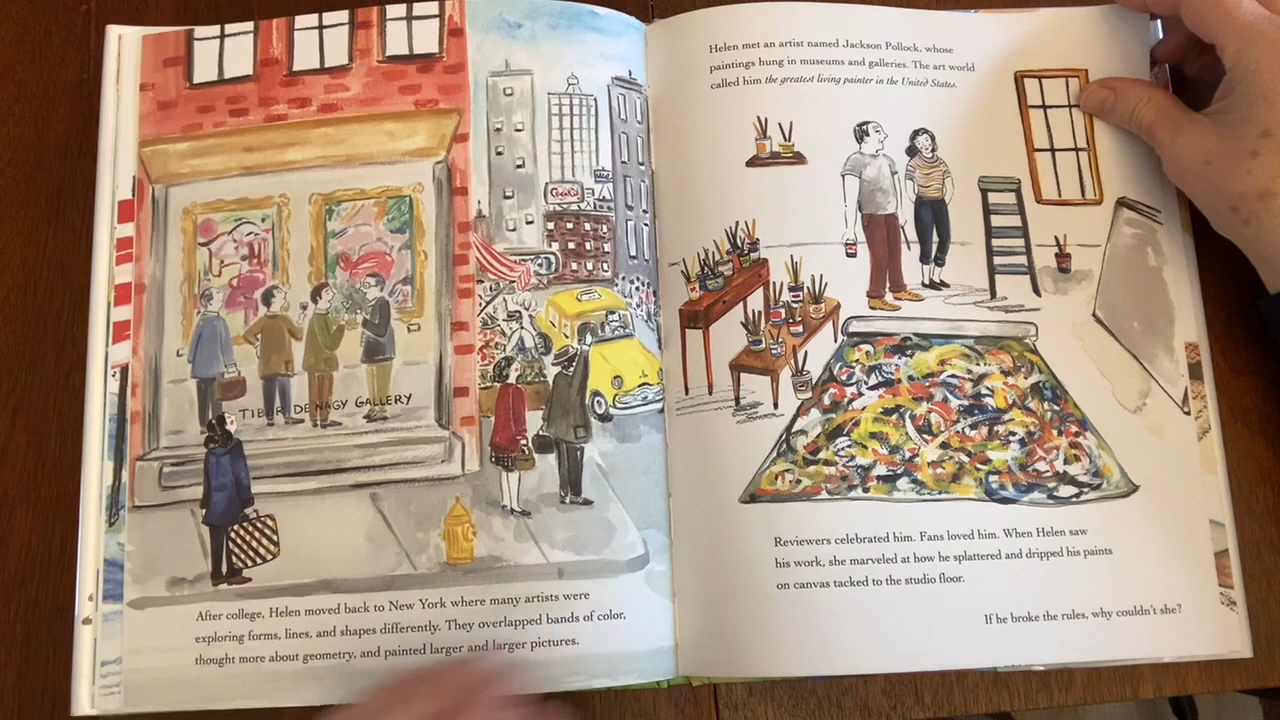 TIBOR DE NAGY GALLERY
After college, Helen moved back to New York where many artists were
exploring forms, lines, and shapes differently. They overlapped bands of color,
thought more about geometry, and painted larger and larger pictures.
Helen met an artist named Jackson Pollock, whose
paintings hung in museums and galleries. The art world
called him the greatest living painter in the United States.
Reviewers celebrated him. Fans loved him. When Helen saw
his work, she marveled at how he splattered and dripped his paints
on canvas tacked to the studio floor.
If he broke the rules, why couldn't she?